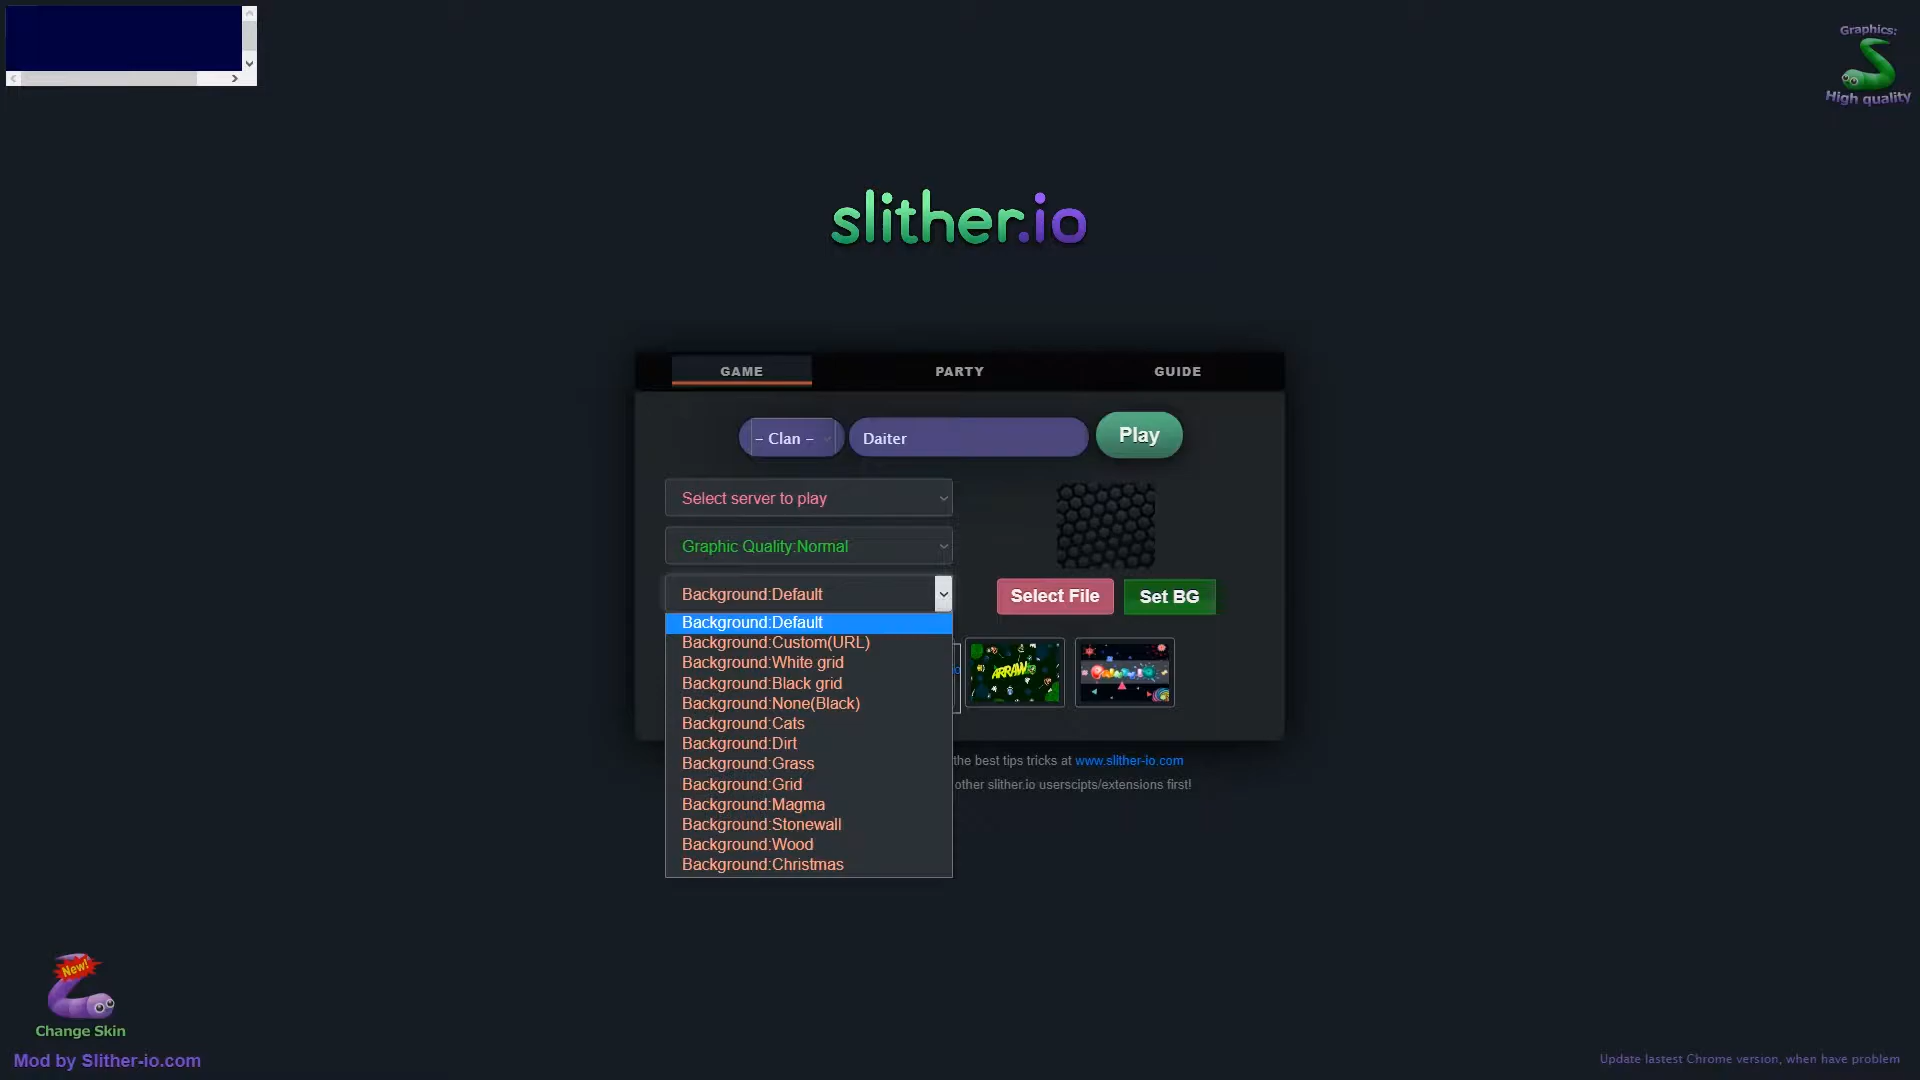 Graphics:
High quality
slither.io
GAME
PARTY
GUIDE
- Clan -
Daiter
Play
Select server to play
Graphic Quality:Normal
Background:Default
Select File
Set BG
Background:Default
Background:Custom(URL)
Background:White grid
Background:Black grid
Background:None(Black)
Background:Cats
Background:Dirt
Background:Grass
Background:Grid
Background:Magma
Background:Stonewall
Background:Wood
Background:Christmas
io
ARRAW
the best tips tricks at www.slither-io.com
other slither.io userscipts/extensions first!
New!
Change Skin
Mod by Slither-io.com
Update lastest Chrome version, when have problem